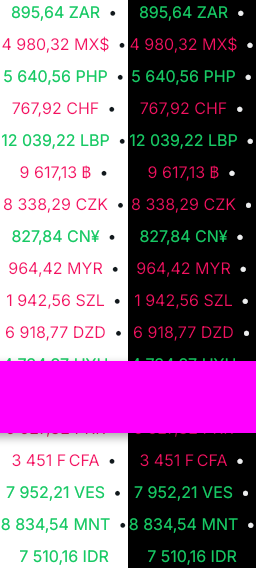 895,64 ZAR • 895,64 ZAR •
4 980,32 MX$ • 4 980,32 MX$ •
5 640,56 PHP • 5 640,56 PHP •
767,92 CHF • 767,92 CHF •
12 039,22 LBP • 12 039,22 LBP •
9 617,13 ฿ • 9 617,13 ฿ •
8 338,29 CZK • 8 338,29 CZK •
827,84 CN¥ • 827,84 CN¥ •
964,42 MYR • 964,42 MYR •
1 942,56 SZL • 1 942,56 SZL •
6 918,77 DZD • 6 918,77 DZD •
3 451 F CFA • 3 451 F CFA •
7 952,21 VES • 7 952,21 VES •
8 834,54 MNT • 8 834,54 MNT •
7 510,16 IDR 7 510,16 IDR